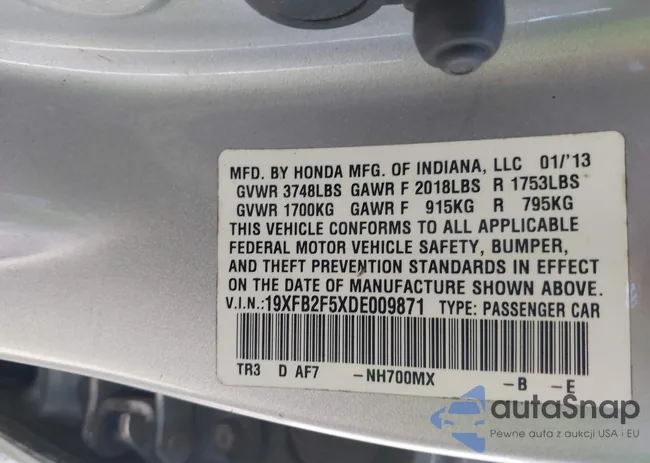 MFD. BY HONDA MFG. OF INDIANA, LLC 01/'13
GVWR 3748LBS GAWR F 2018LBS R 1753LBS
GVWR 1700KG GAWR F 915KG R 795KG
THIS VEHICLE CONFORMS TO ALL APPLICABLE
FEDERAL MOTOR VEHICLE SAFETY, BUMPER,
AND THEFT PREVENTION STANDARDS IN EFFECT
ON THE DATE OF MANUFACTURE SHOWN ABOVE.
V.I.N.:19XFB2F5XDE009871 TYPE: PASSENGER CAR
TR3 D AF7 -NH700MX -B -E
autaSnap
Pewne auta z aukcji USA i EU